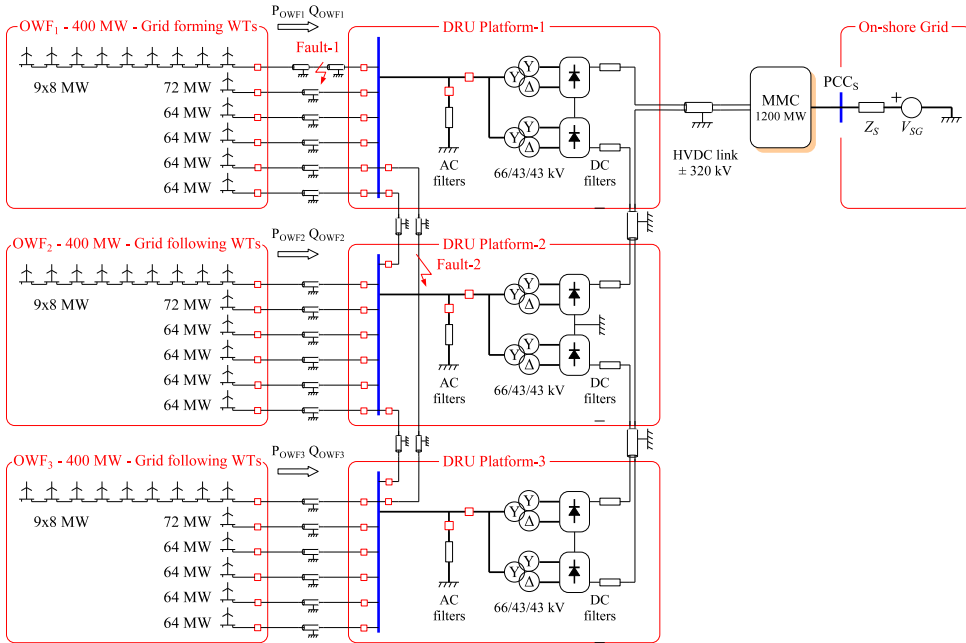 OWF1 - 400 MW - Grid forming WTs
POWF1 QOWF1
DRU Platform-1
On-shore Grid
Fault-1
9x8 MW
72 MW
64 MW
64 MW
64 MW
64 MW
Y
Y
Δ
Y
Y
Δ
AC filters
66/43/43 kV
DC filters
HVDC link ± 320 kV
MMC
1200 MW
PCCS
ZS
+
VSG
OWF2 - 400 MW - Grid following WTs
POWF2 QOWF2
DRU Platform-2
Fault-2
9x8 MW
72 MW
64 MW
64 MW
64 MW
64 MW
Y
Y
Δ
Y
Y
Δ
AC filters
66/43/43 kV
DC filters
OWF3 - 400 MW - Grid following WTs
POWF3 QOWF3
DRU Platform-3
9x8 MW
72 MW
64 MW
64 MW
64 MW
64 MW
Y
Y
Δ
Y
Y
Δ
AC filters
66/43/43 kV
DC filters